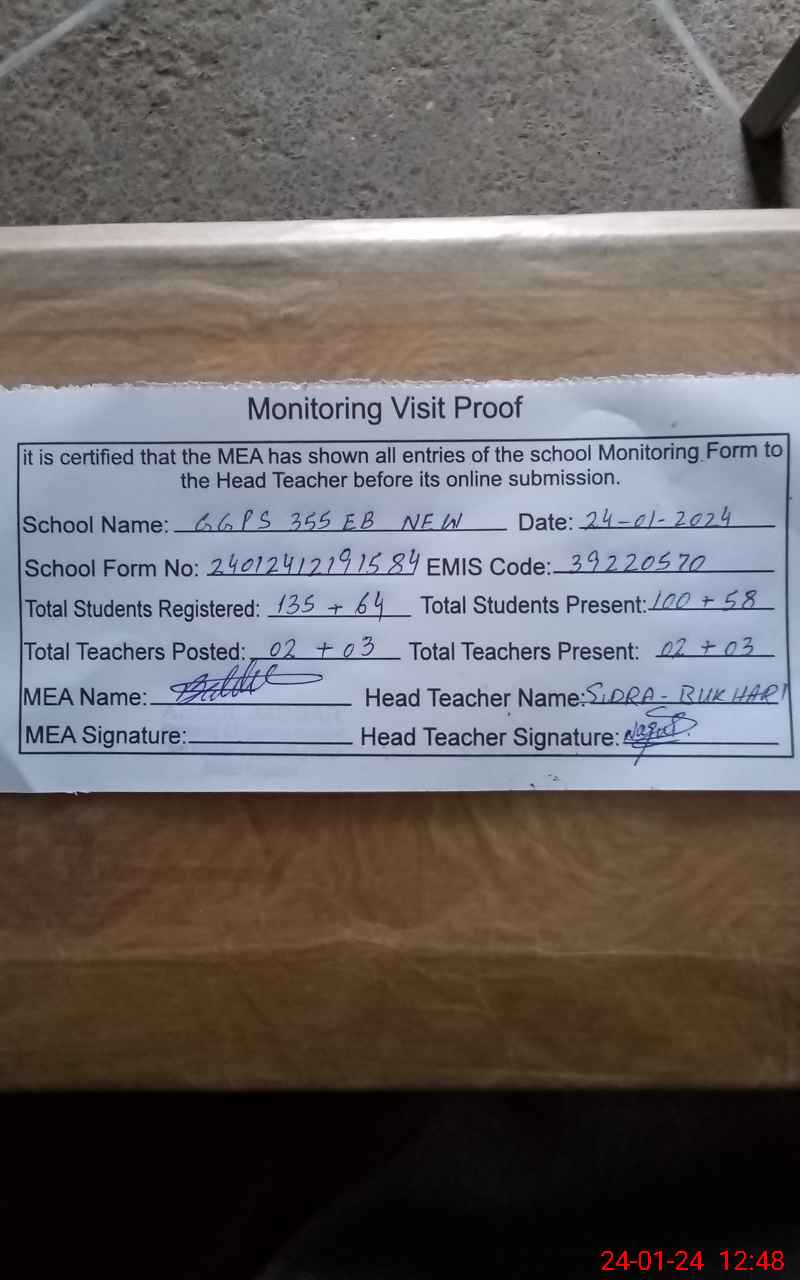 Monitoring Visit Proof
it is certified that the MEA has shown all entries of the school Monitoring Form to
the Head Teacher before its online submission.
School Name: GGPS 355 EB NEW Date: 24-01-2024
School Form No: 24012412191584 EMIS Code: 39220570
Total Students Registered: 135 + 64 Total Students Present: 100 + 58
Total Teachers Posted: 02 + 03 Total Teachers Present: 02 + 03
MEA Name: Head Teacher Name: SIDRA - BUKHARI
MEA Signature: Head Teacher Signature:
24-01-24 12:48